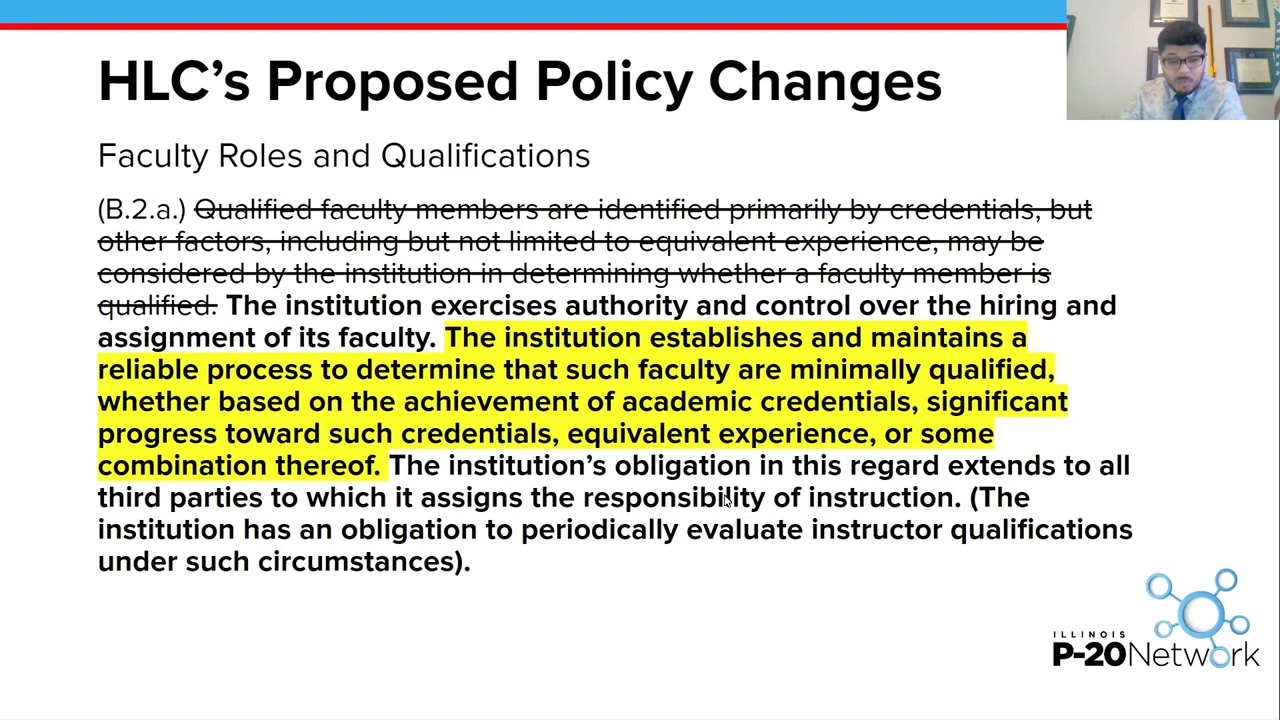 HLC’s Proposed Policy Changes
Faculty Roles and Qualifications
(B.2.a.) Qualified faculty members are identified primarily by credentials, but
other factors, including but not limited to equivalent experience, may be
considered by the institution in determining whether a faculty member is
qualified. The institution exercises authority and control over the hiring and
assignment of its faculty. The institution establishes and maintains a
reliable process to determine that such faculty are minimally qualified,
whether based on the achievement of academic credentials, significant
progress toward such credentials, equivalent experience, or some
combination thereof. The institution’s obligation in this regard extends to all
third parties to which it assigns the responsibility of instruction. (The
institution has an obligation to periodically evaluate instructor qualifications
under such circumstances).
ILLINOIS
P-20Network